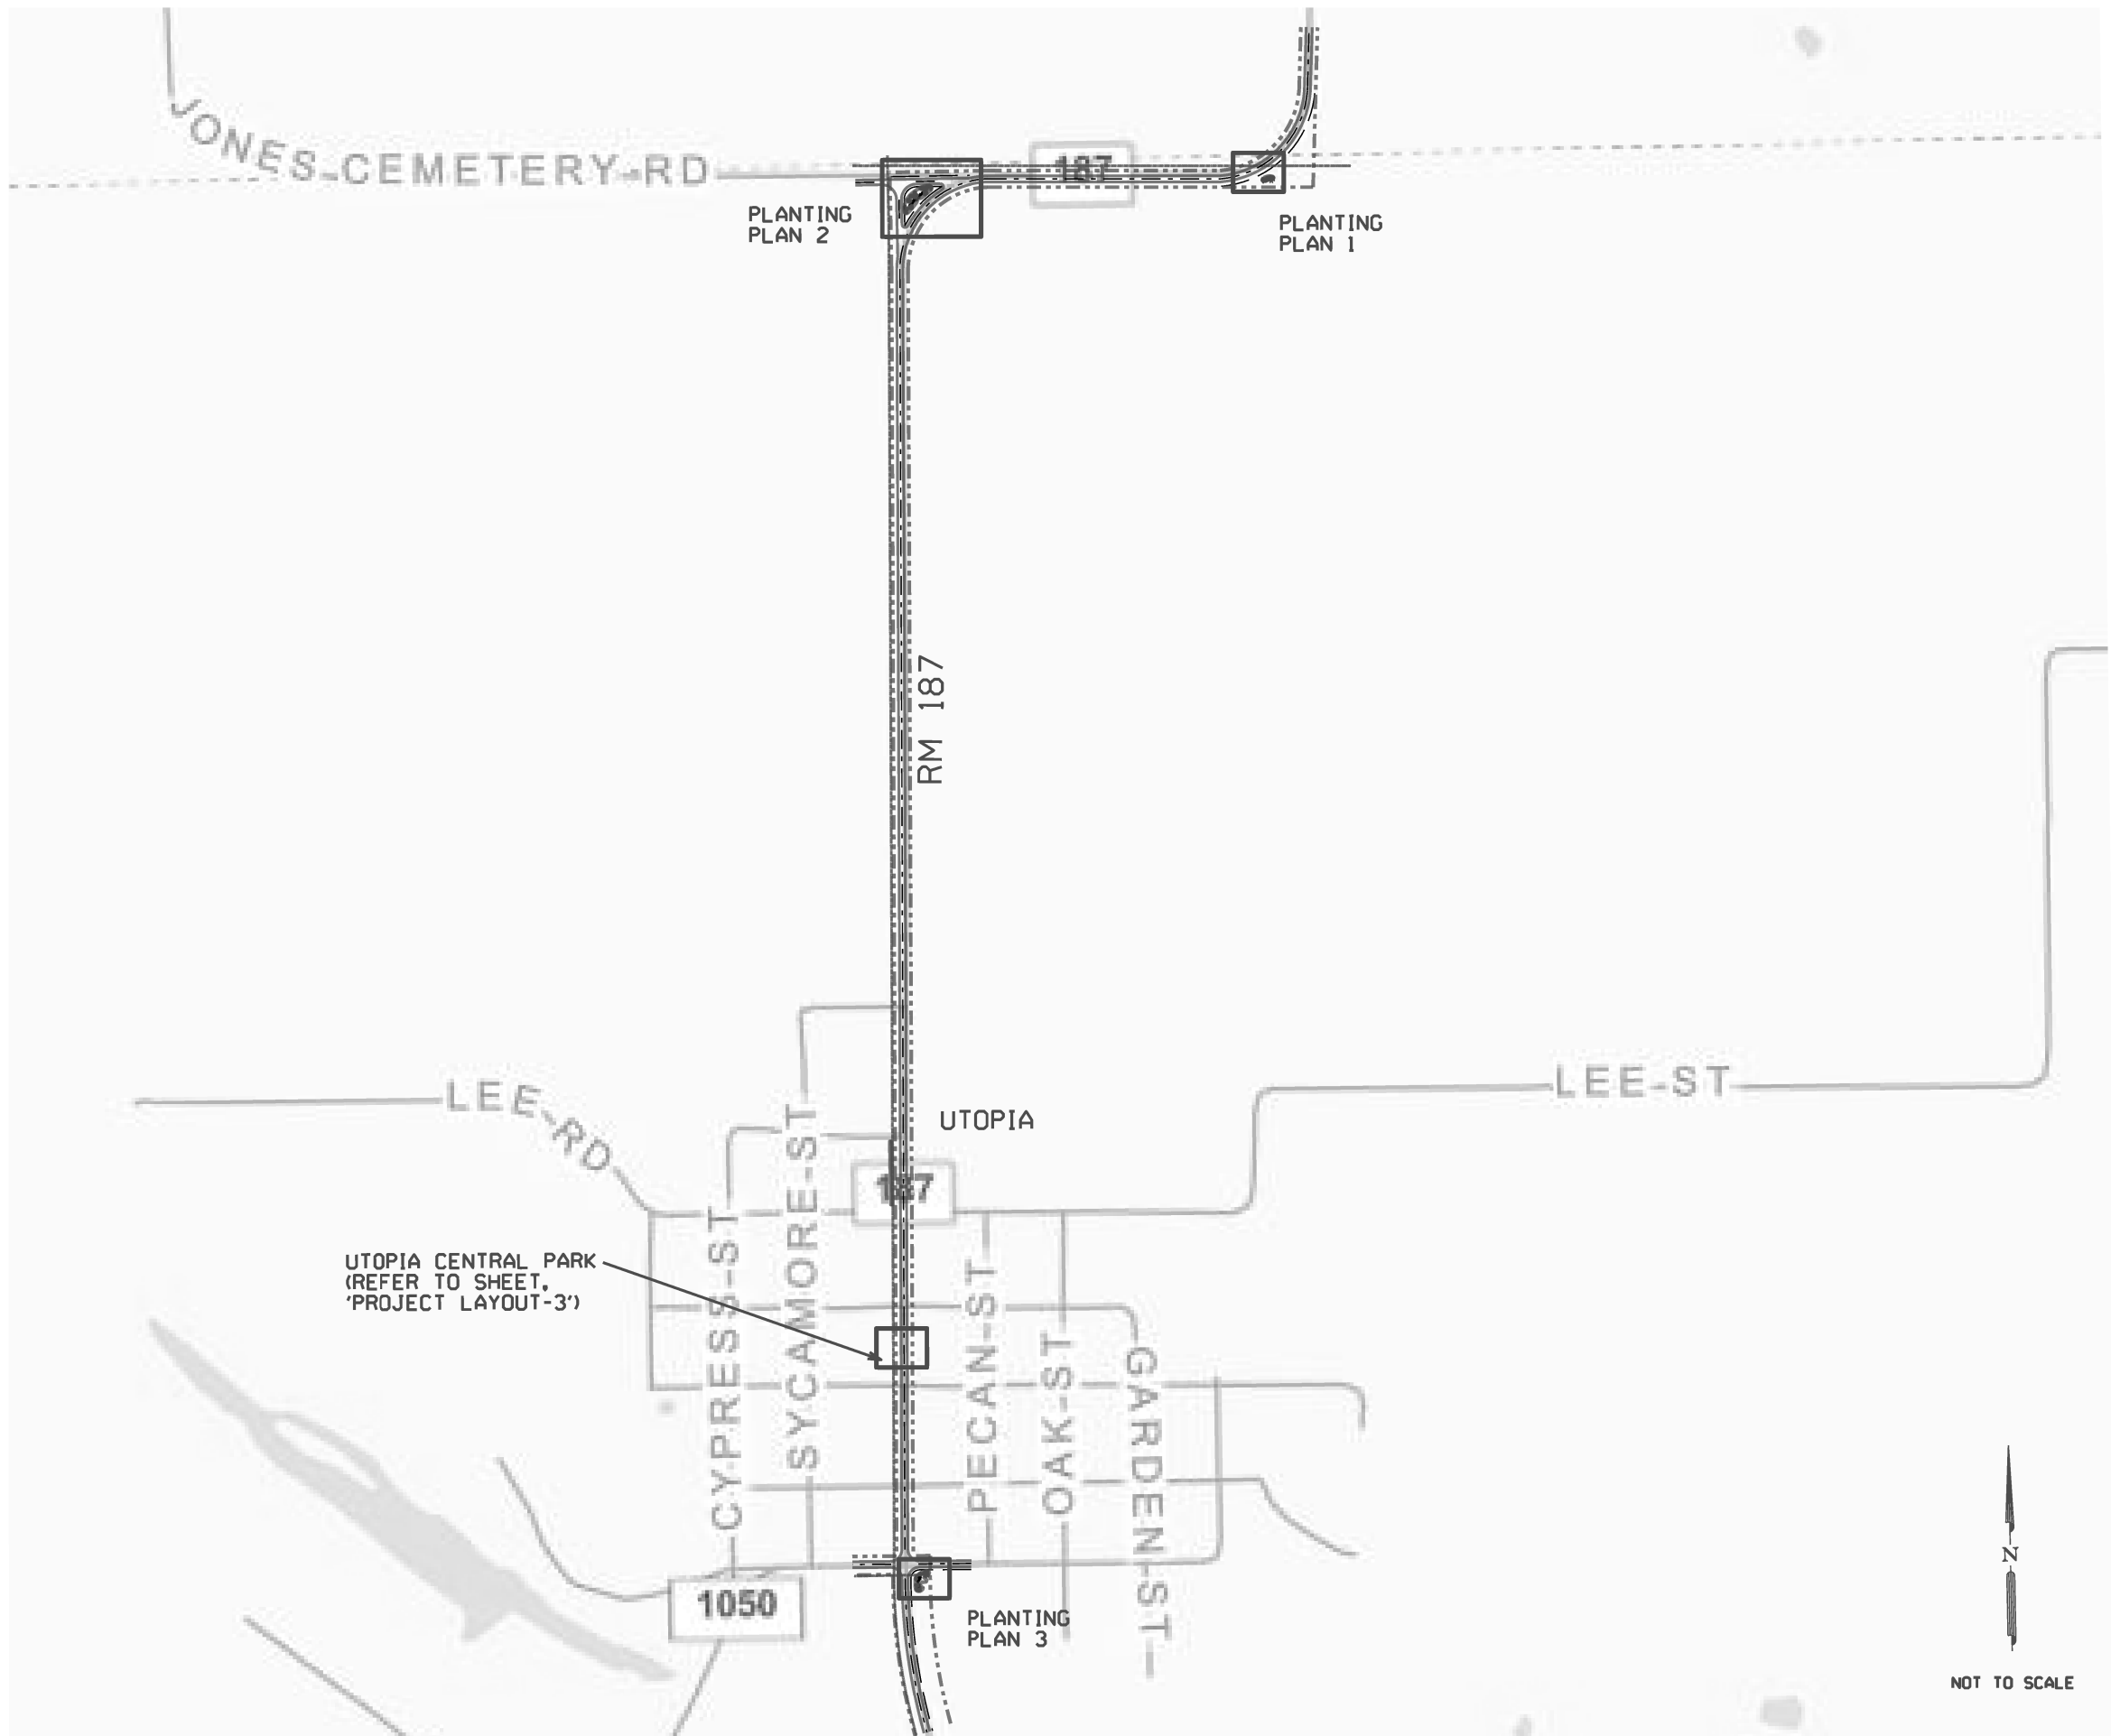 JONES-CEMETERY-RD
187
PLANTING
PLAN 2
PLANTING
PLAN 1
RM 187
LEE-RD
LEE-ST
UTOPIA
187
CYPRESS-ST
SYCAMORE-ST
PECAN-ST
OAK-ST
GARDEN-ST
UTOPIA CENTRAL PARK
(REFER TO SHEET,
'PROJECT LAYOUT-3')
1050
PLANTING
PLAN 3
N
NOT TO SCALE